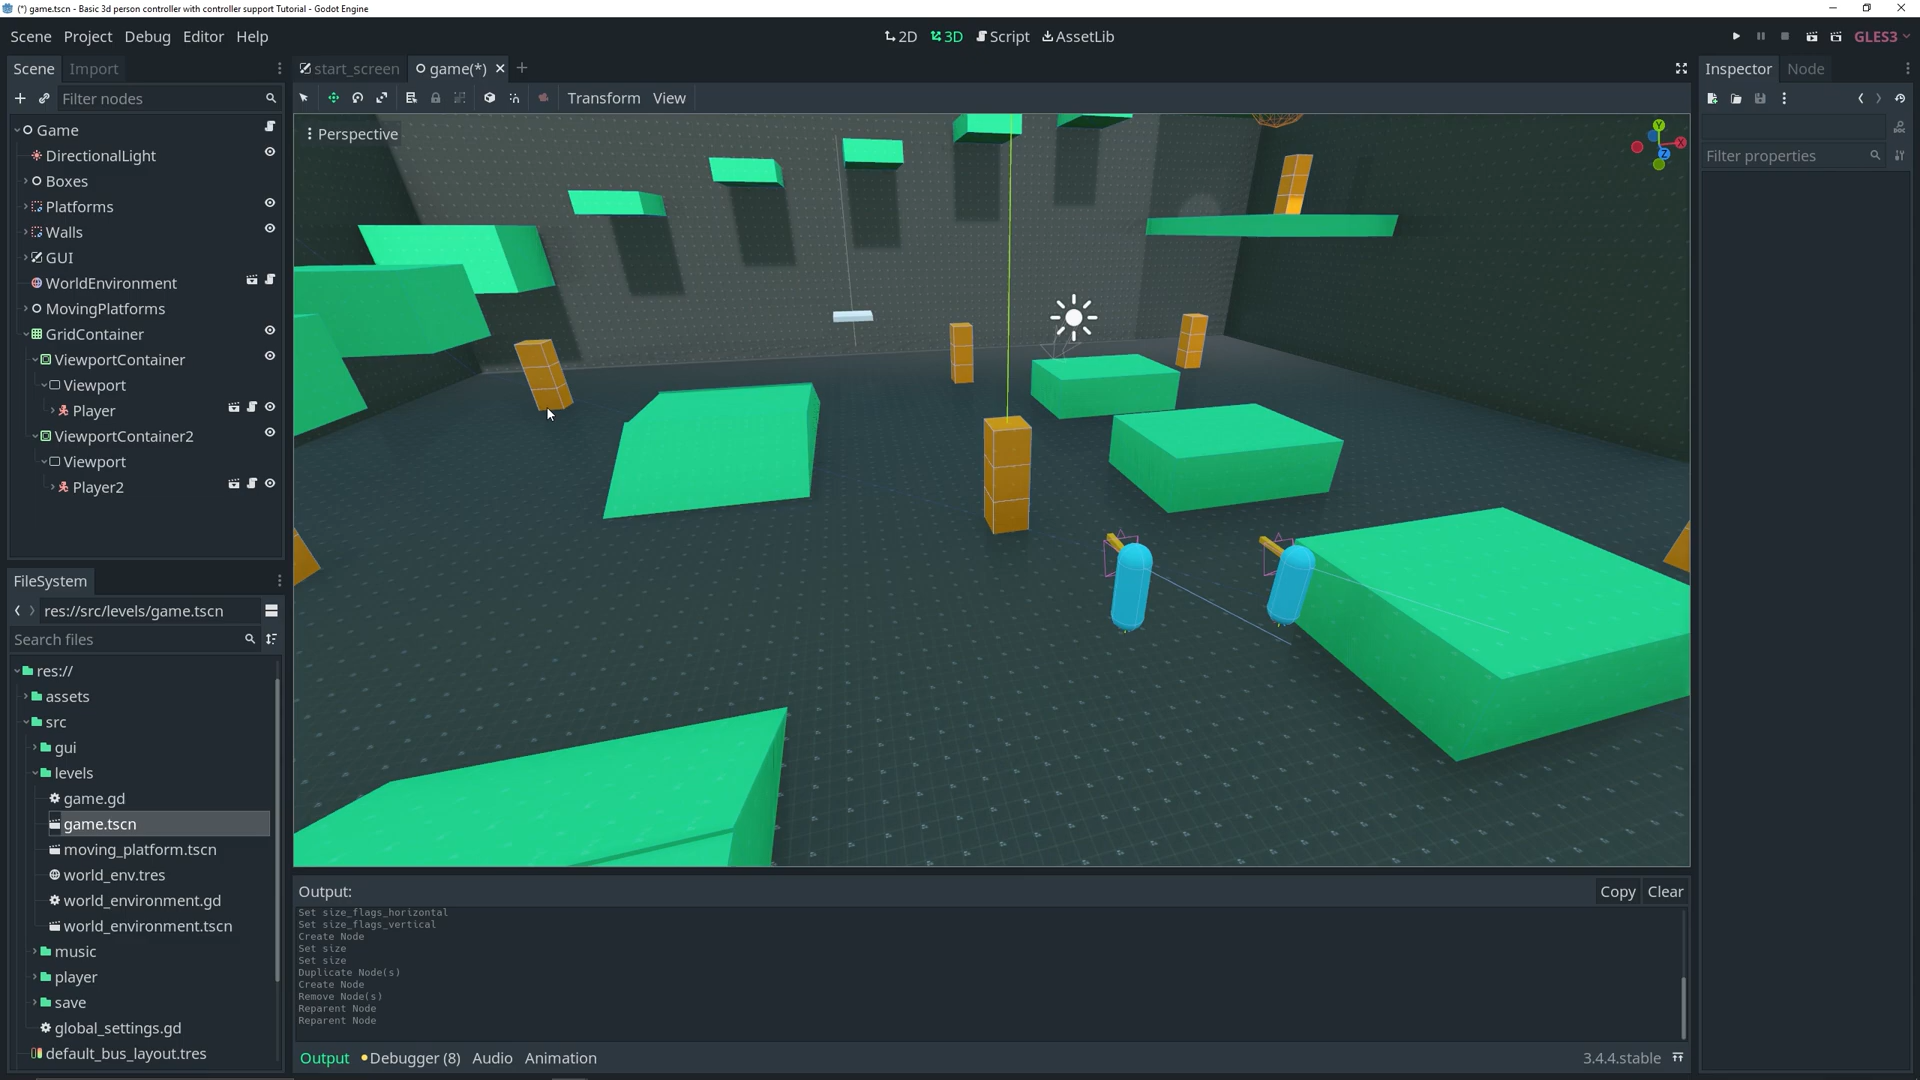 (*) game.tscn - Basic 3d person controller with controller support Tutorial - Godot Engine
Scene Project Debug Editor Help
2D 3D Script AssetLib
GLES3
Scene Import
start_screen game(*)
Inspector Node
Filter nodes
Transform View
Perspective
Filter properties
Game
DirectionalLight
Boxes
Platforms
Walls
GUI
WorldEnvironment
MovingPlatforms
GridContainer
ViewportContainer
Viewport
Player
ViewportContainer2
Viewport
Player2
FileSystem
res://src/levels/game.tscn
Search files
res://
assets
src
gui
levels
game.gd
game.tscn
moving_platform.tscn
world_env.tres
world_environment.gd
world_environment.tscn
music
player
save
global_settings.gd
default_bus_layout.tres
Output:
Copy Clear
Set size_flags_horizontal
Set size_flags_vertical
Create Node
Set size
Set size
Duplicate Node(s)
Create Node
Remove Node(s)
Reparent Node
Reparent Node
Output Debugger (8) Audio Animation
3.4.4.stable
Y
X
Z